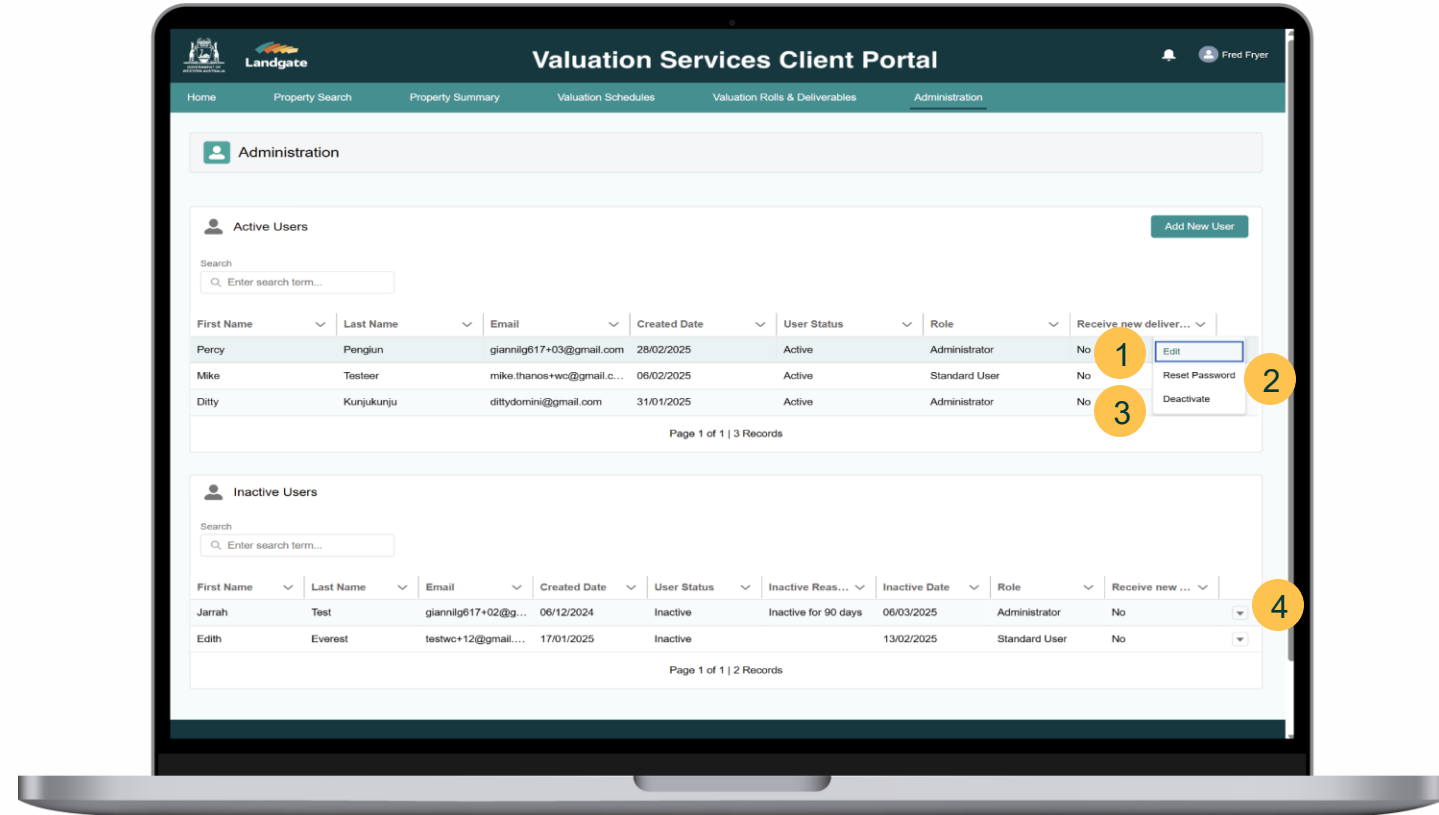 GOVERNMENT OF
WESTERN AUSTRALIA
Landgate
Valuation Services Client Portal
Fred Fryer
Home Property Search Property Summary Valuation Schedules Valuation Rolls & Deliverables Administration
Administration
Active Users
Add New User
Search
Enter search term...
First Name Last Name Email Created Date User Status Role Receive new deliver...
Percy Pengiun giannilg617+03@gmail.com 28/02/2025 Active Administrator No 1 Edit
Mike Testeer mike.thanos+wc@gmail.c... 06/02/2025 Active Standard User No Reset Password 2
Ditty Kunjukunju dittydomini@gmail.com 31/01/2025 Active Administrator No 3 Deactivate
Page 1 of 1 | 3 Records
Inactive Users
Search
Enter search term...
First Name Last Name Email Created Date User Status Inactive Reas... Inactive Date Role Receive new ...
Jarrah Test giannilg617+02@g... 06/12/2024 Inactive Inactive for 90 days 06/03/2025 Administrator No 4
Edith Everest testwc+12@gmail.... 17/01/2025 Inactive 13/02/2025 Standard User No
Page 1 of 1 | 2 Records